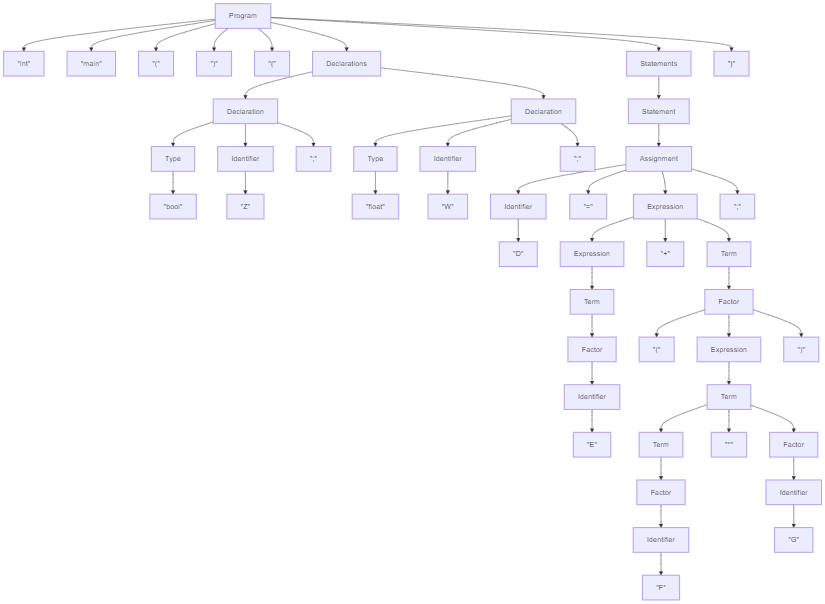 Program
"int" "main" "(" ")" "{" Declarations Statements "}"
Declaration Declaration Statement
Type Identifier ";" Type Identifier ";" Assignment
"bool" "Z" "float" "W" Identifier "=" Expression ";"
"D" Expression "+" Term
Term Factor
Factor "(" Expression ")"
Identifier Term
"E" Term "*" Factor
Factor Identifier
Identifier "G"
"F"